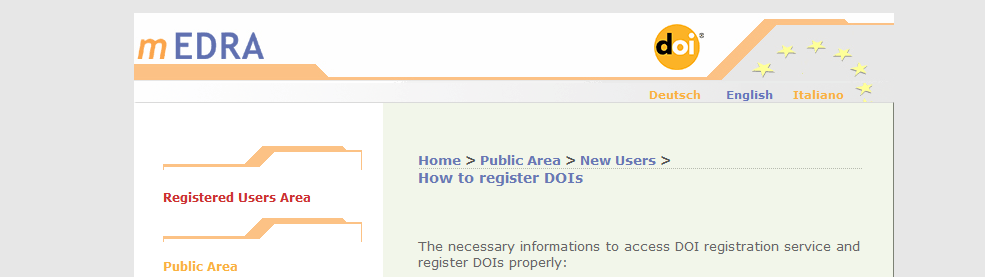 mEDRA
doi®
Deutsch English Italiano
Home > Public Area > New Users >
How to register DOIs
Registered Users Area
The necessary informations to access DOI registration service and
register DOIs properly:
Public Area